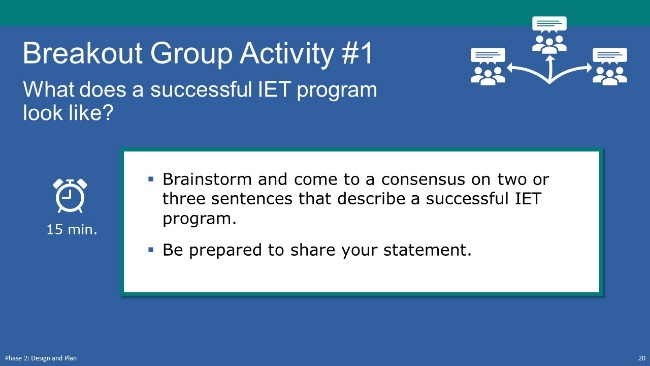 Breakout Group Activity #1
What does a successful IET program
look like?
▪ Brainstorm and come to a consensus on two or
three sentences that describe a successful IET
program.
▪ Be prepared to share your statement.
15 min.
Phase 2: Design and Plan
20